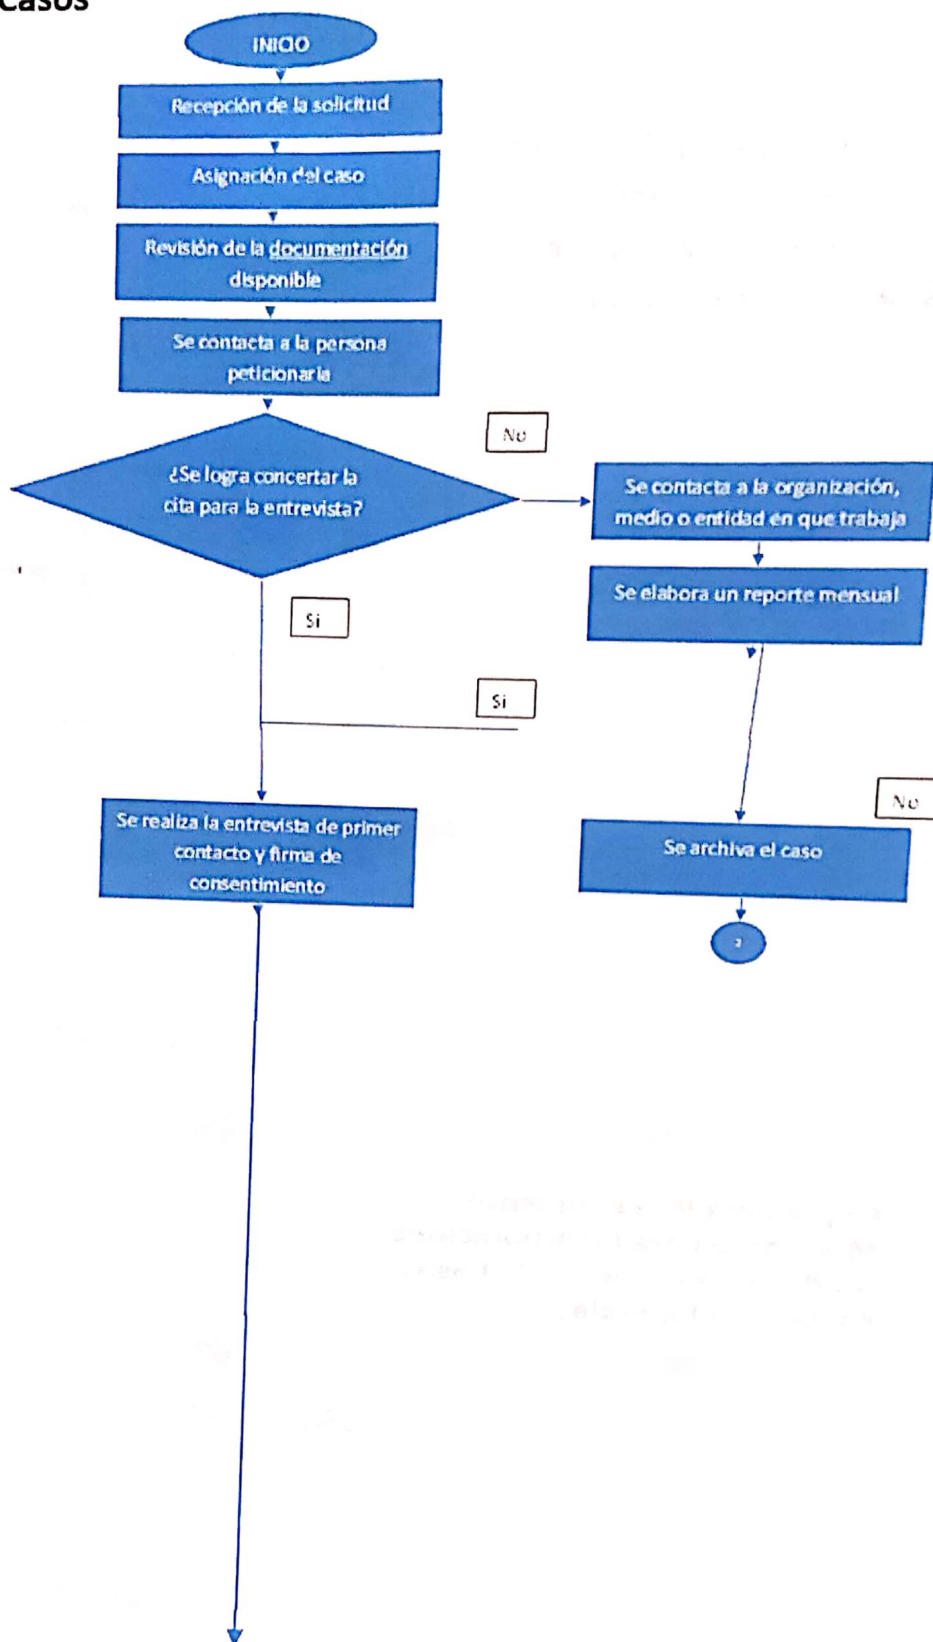 Casos
INICIO
Recepción de la solicitud
Asignación del caso
Revisión de la documentación
disponible
Se contacta a la persona
peticionaria
¿Se logra concertar la
cita para la entrevista?
No
Se contacta a la organización,
medio o entidad en que trabaja
Se elabora un reporte mensual
Si
Si
No
Se realiza la entrevista de primer
contacto y firma de
consentimiento
Se archiva el caso